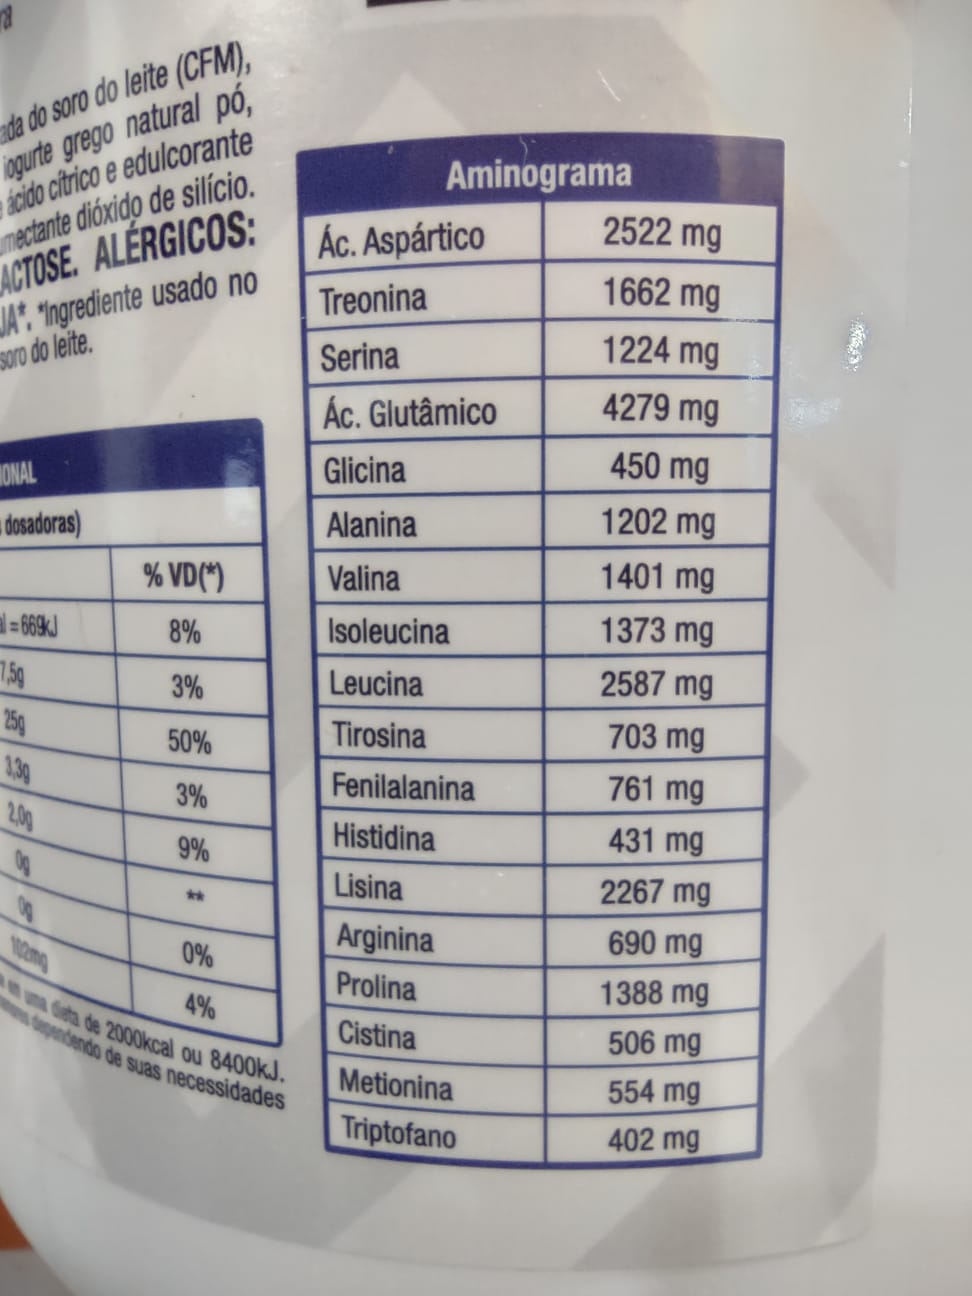 ra
ada do soro do leite (CFM),
iogurte grego natural pó,
e ácido cítrico e edulcorante
umectante dióxido de silício.
LACTOSE. ALÉRGICOS:
JA*. *Ingrediente usado no
soro do leite.
IONAL
dosadoras)
% VD(*)
al = 669kJ 8%
7,5g 3%
25g 50%
3,3g 3%
2,0g 9%
0g **
0g 0%
102mg 4%
em uma dieta de 2000kcal ou 8400kJ.
dependendo de suas necessidades
Aminograma
Ác. Aspártico 2522 mg
Treonina 1662 mg
Serina 1224 mg
Ác. Glutâmico 4279 mg
Glicina 450 mg
Alanina 1202 mg
Valina 1401 mg
Isoleucina 1373 mg
Leucina 2587 mg
Tirosina 703 mg
Fenilalanina 761 mg
Histidina 431 mg
Lisina 2267 mg
Arginina 690 mg
Prolina 1388 mg
Cistina 506 mg
Metionina 554 mg
Triptofano 402 mg